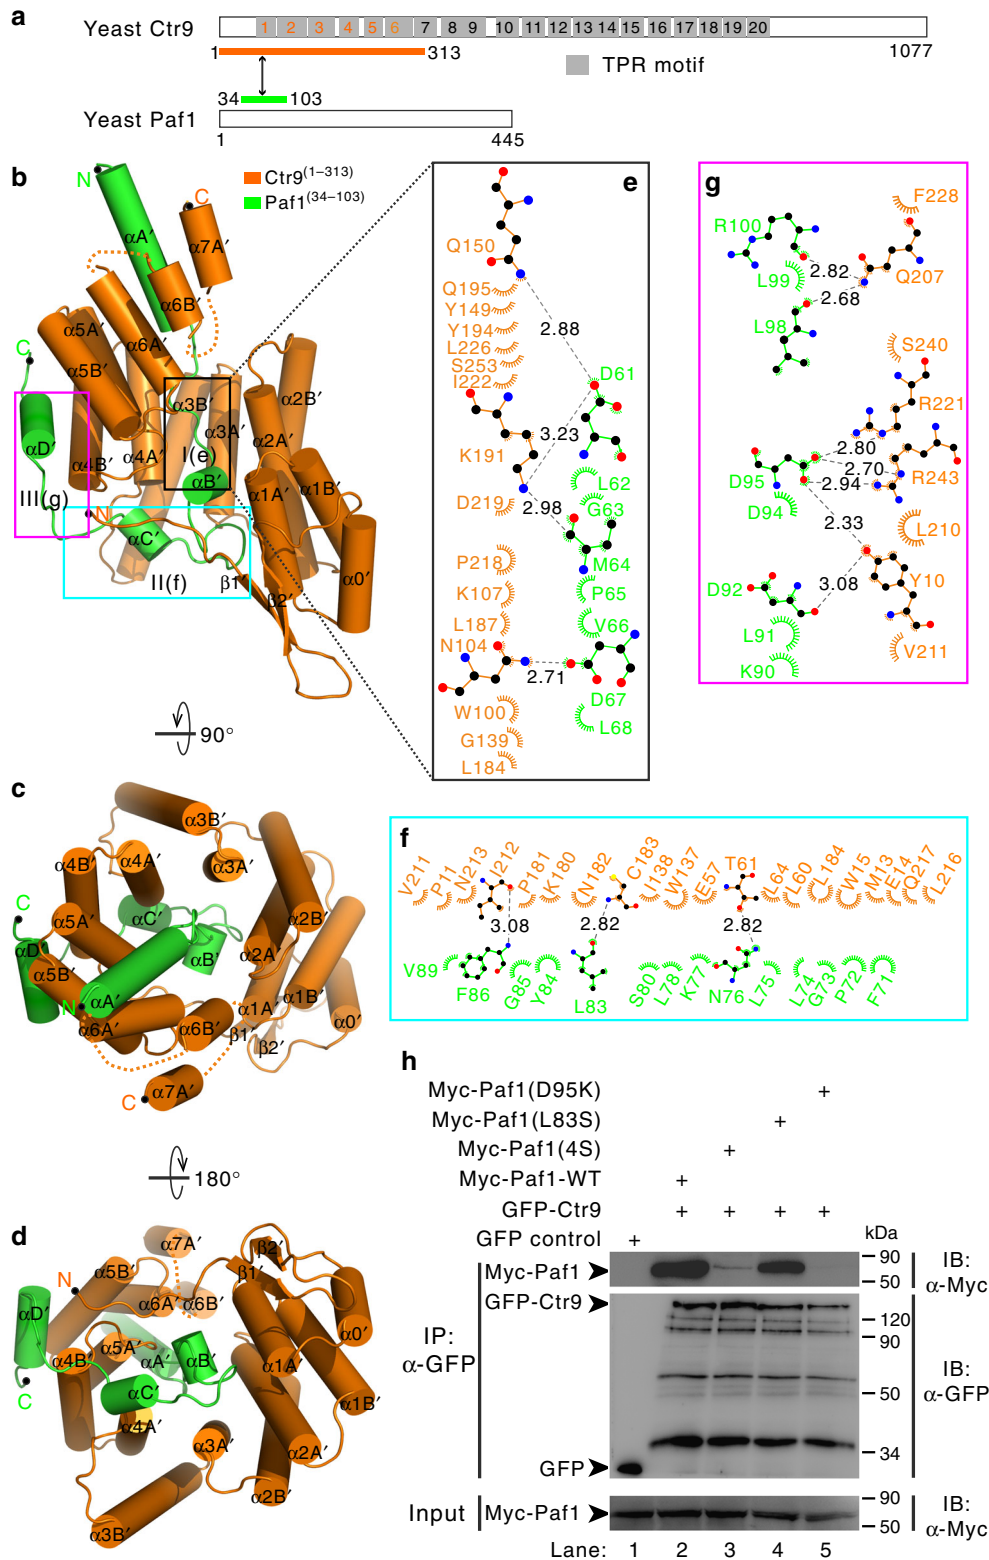 a
Yeast Ctr9
1 2 3 4 5 6 7 8 9 10 11 12 13 14 15 16 17 18 19 20
1 313 1077
TPR motif
34 103
Yeast Paf1
1 445
b
N
C
Ctr9(1–313)
Paf1(34–103)
αA′
α7A′
α6B′
α5A′
α6A′
C
α5B′
α3B′
α2B′
α3A′
α2A′
αD′
α4B′
α4A′
I(e)
αB′
α1A′
α1B′
III(g)
N
αC′
II(f)
β1′
β2′
α0′
90°
e
Q150
Q195
Y149
Y194
L226
S253
I222
2.88
D61
K191
3.23
L62
D219
G63
2.98
M64
P218
K107
P65
L187
V66
N104
2.71
D67
W100
L68
G139
L184
g
F228
R100
2.82
L99
Q207
2.68
L98
S240
R221
2.80
D95
2.70
R243
2.94
D94
2.33
L210
Y10
D92
3.08
L91
V211
K90
c
α3B′
α4B′
α4A′
α3A′
C
αC′
α2B′
α5A′
αD′
αB′
α2A′
α5B′
N
αA′
α1A′
α1B′
α6A′
α6B′
β1′
β2′
α0′
C
α7A′
180°
f
V211 P11 N213 I212 P181 K180 N182 C183 I138 W137 E57 T61 L64 L60 L184 W15 M13 E14 Q217 L216
3.08 2.82 2.82
V89 F86 G85 Y84 L83 S80 L78 K77 N76 L75 L74 G73 P72 F71
d
α7A′
β2′
N
α5B′
β1′
αD′
α6A′
α6B′
α0′
α5A′
α4B′
αA′
αB′
α1A′
C
αC′
α1B′
α4A′
α3A′
α2A′
α2B′
α3B′
h
Myc-Paf1(D95K) +
Myc-Paf1(L83S) +
Myc-Paf1(4S) +
Myc-Paf1-WT +
GFP-Ctr9 + + + +
GFP control +
kDa
Myc-Paf1
90
50
IB:
α-Myc
GFP-Ctr9
120
90
IP:
α-GFP
IB:
α-GFP
50
34
GFP
Input
Myc-Paf1
90
50
IB:
α-Myc
Lane: 1 2 3 4 5